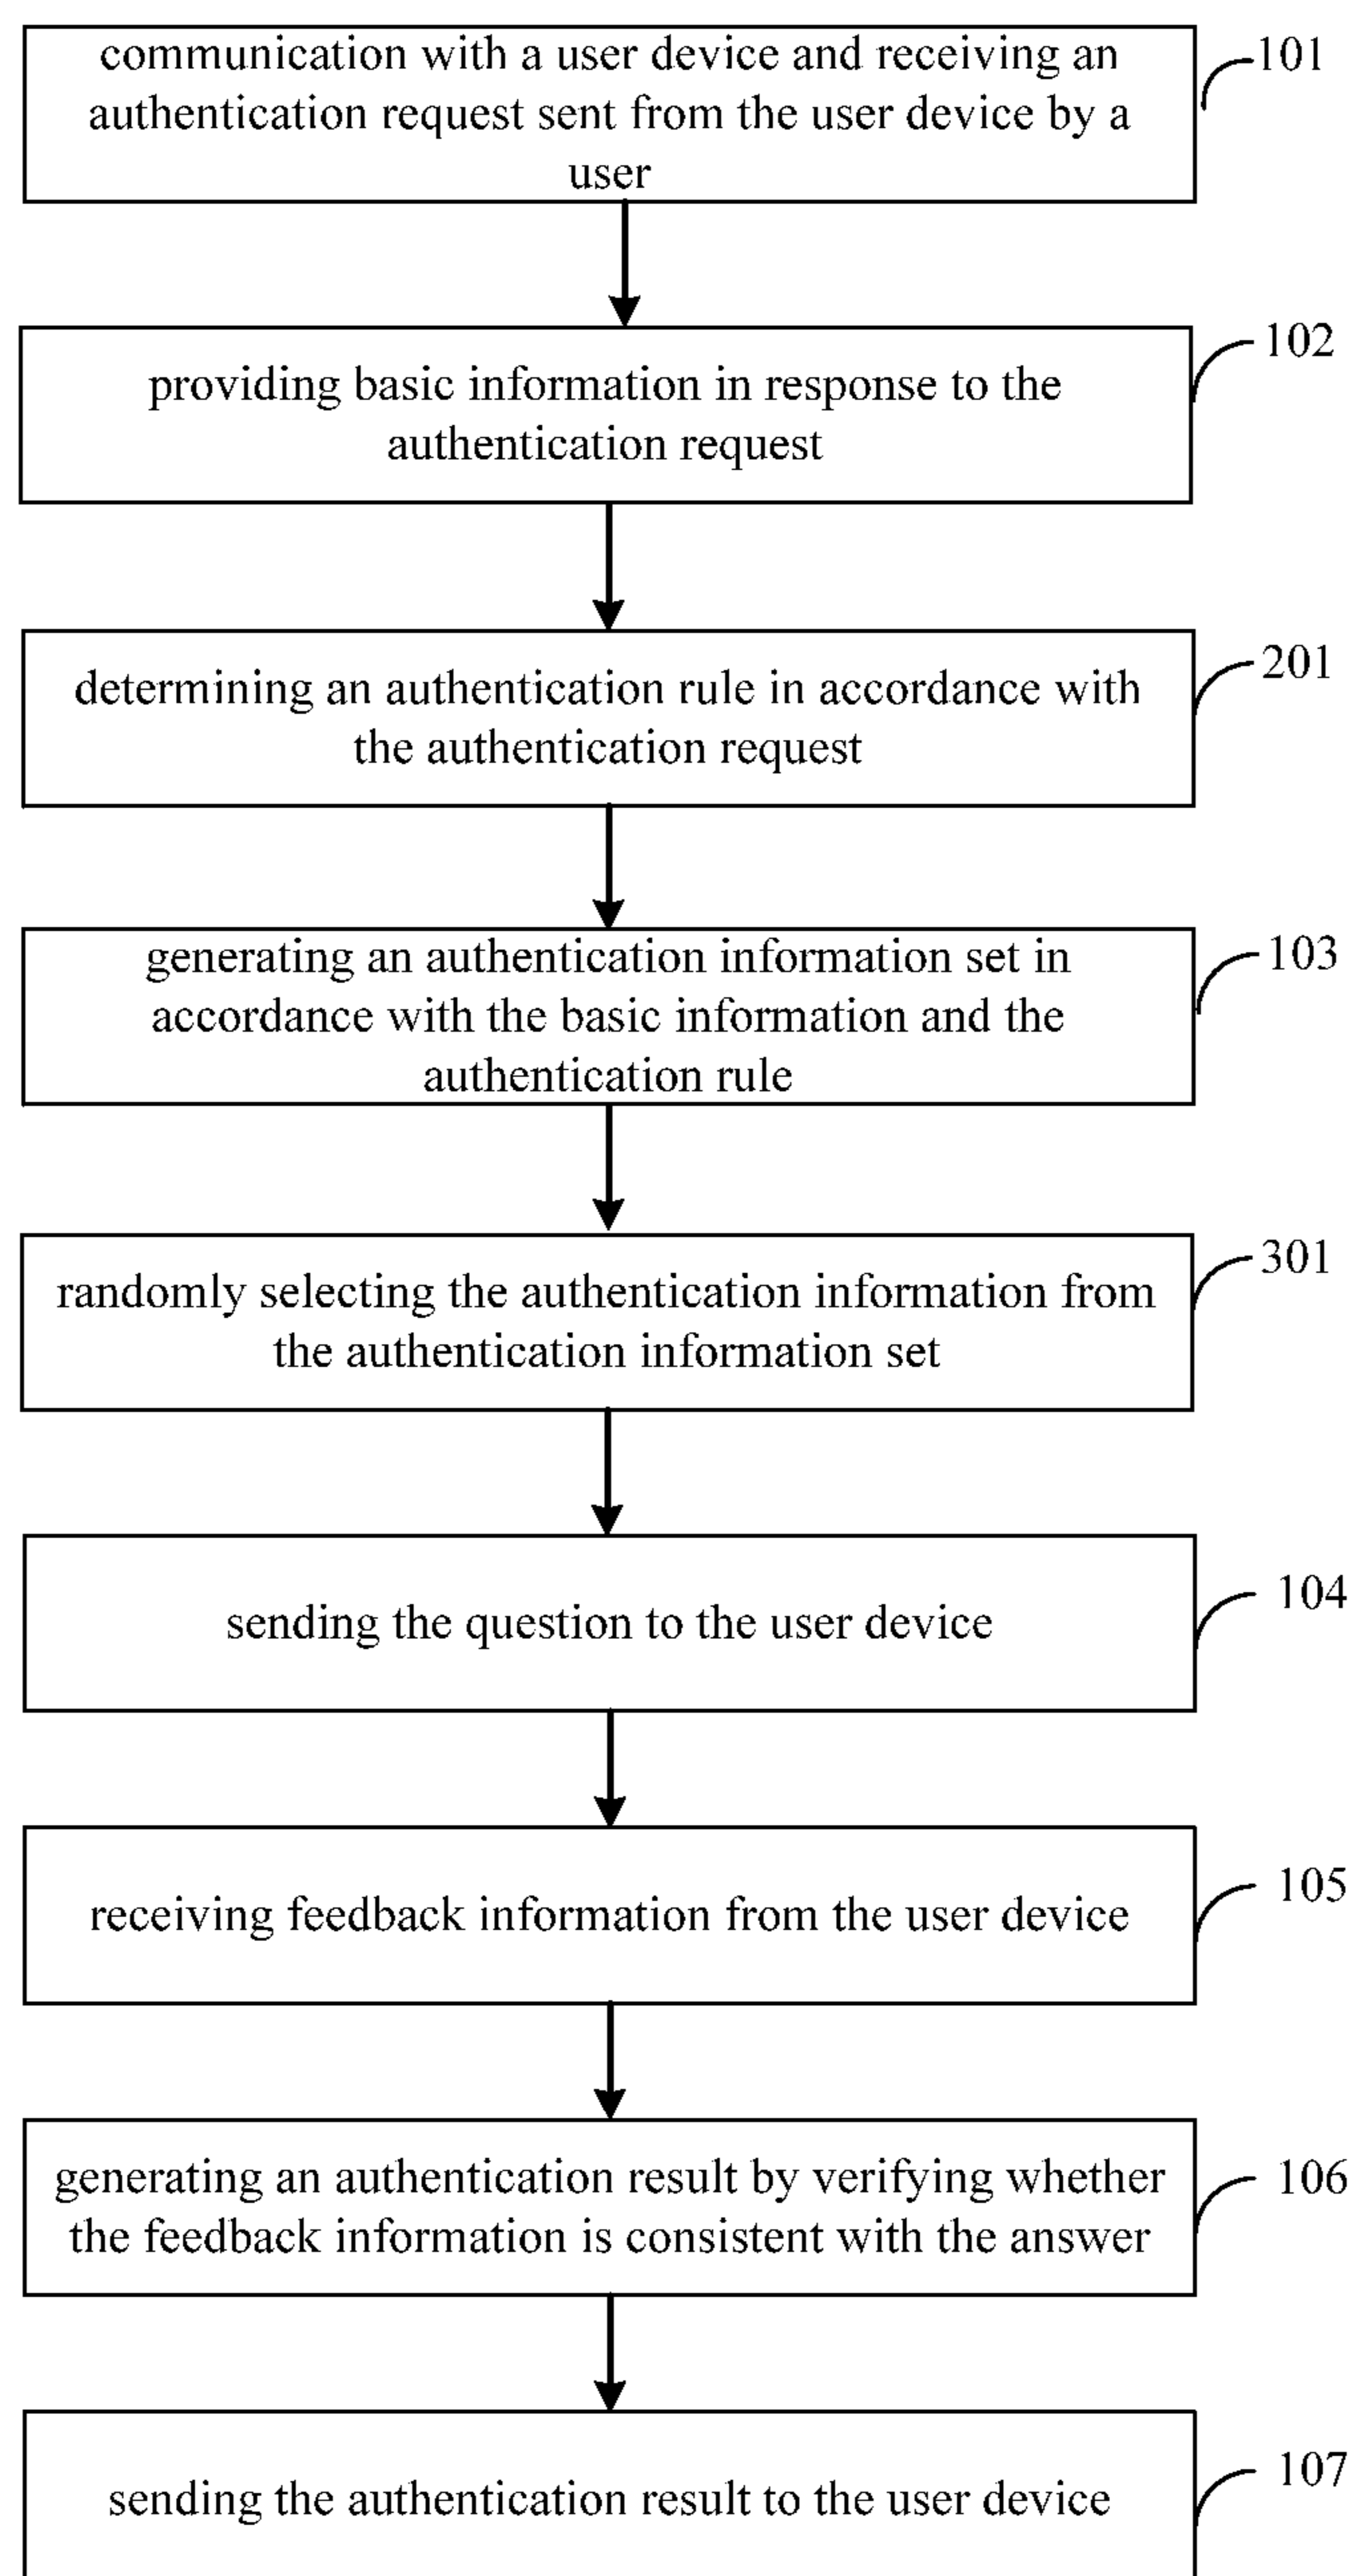 communication with a user device and receiving an
authentication request sent from the user device by a
user
101
providing basic information in response to the
authentication request
102
determining an authentication rule in accordance with
the authentication request
201
generating an authentication information set in
accordance with the basic information and the
authentication rule
103
randomly selecting the authentication information from
the authentication information set
301
sending the question to the user device
104
receiving feedback information from the user device
105
generating an authentication result by verifying whether
the feedback information is consistent with the answer
106
sending the authentication result to the user device
107